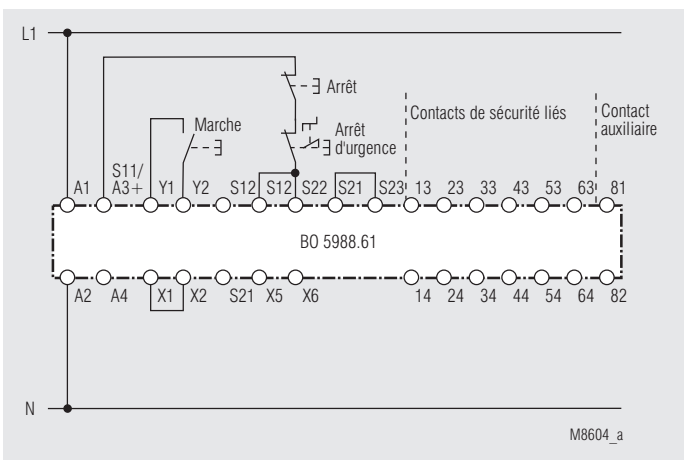 L1
Arrêt
Marche
Arrêt
d'urgence
Contacts de sécurité liés
Contact
auxiliaire
A1 S11/
A3+ Y1 Y2 S12 S12 S22 S21 S23 13 23 33 43 53 63 81
BO 5988.61
A2 A4 X1 X2 S21 X5 X6 14 24 34 44 54 64 82
N
M8604_a